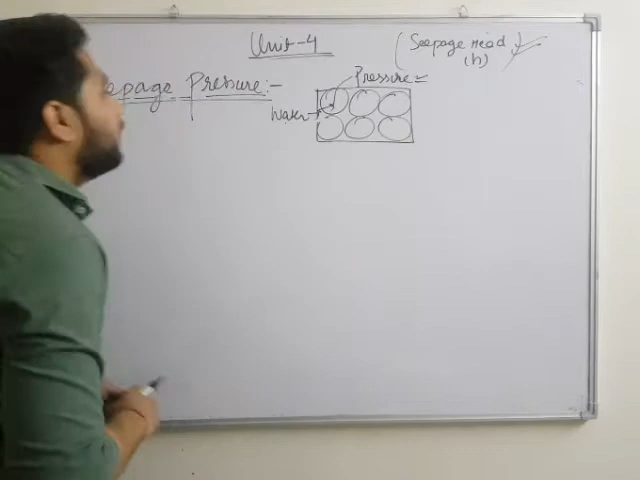 Unit-4
(Seepage Head)
(h)
epage Pressure:-
Pressure
Water